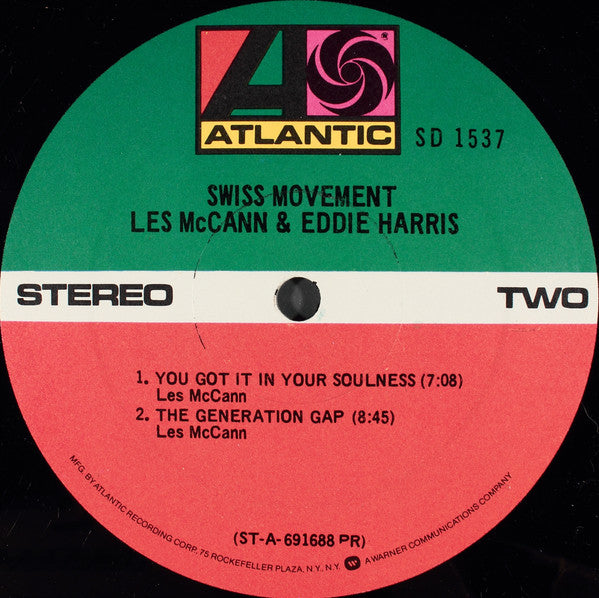 ATLANTIC
SD 1537
SWISS MOVEMENT
LES McCANN & EDDIE HARRIS
STEREO
TWO
1. YOU GOT IT IN YOUR SOULNESS (7:08)
Les McCann
2. THE GENERATION GAP (8:45)
Les McCann
(ST-A-691688 PR)
MFG. BY ATLANTIC RECORDING CORP., 75 ROCKEFELLER PLAZA, N.Y., N.Y. W A WARNER COMMUNICATIONS COMPANY